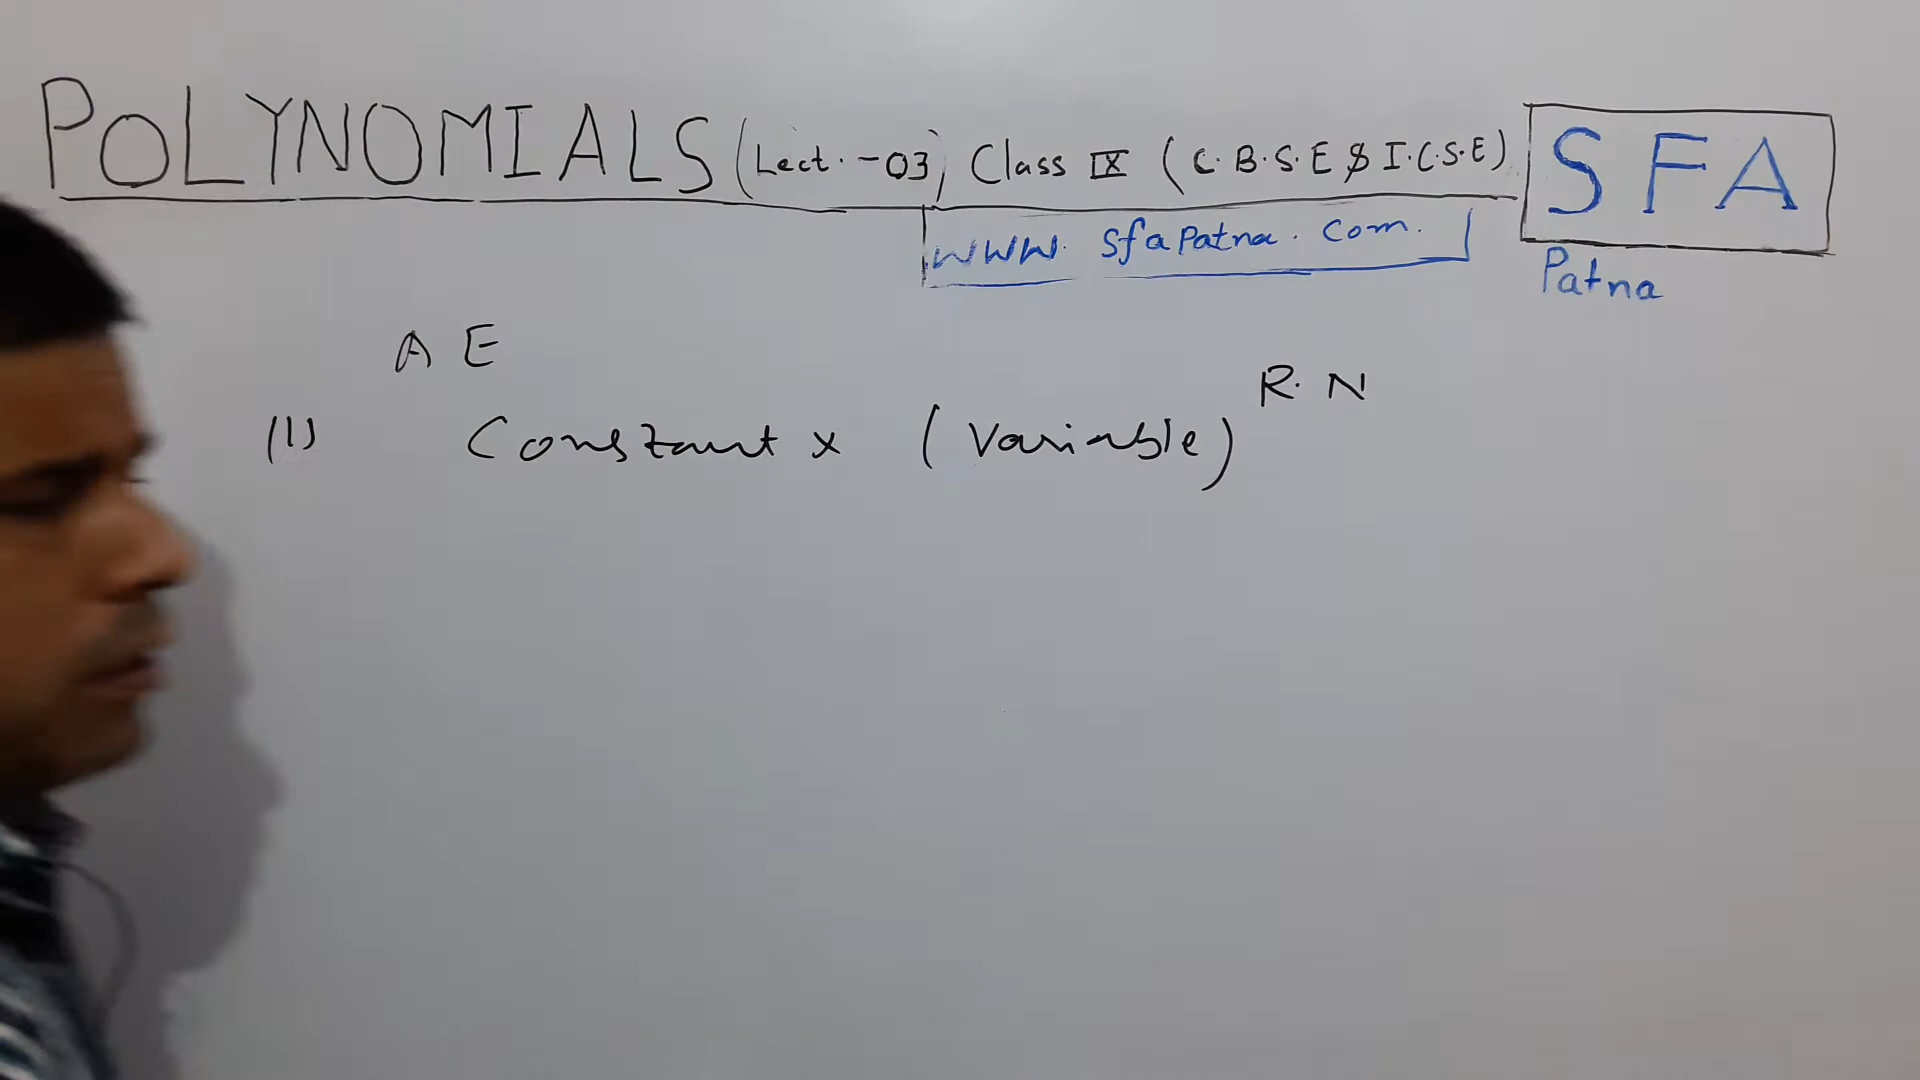 POLYNOMIALS (Lect. -03) Class IX (C.B.S.E & I.C.S.E)
SFA
www.sfapatna.com.
Patna
A E
(1) Constant x (Variable)^R.N